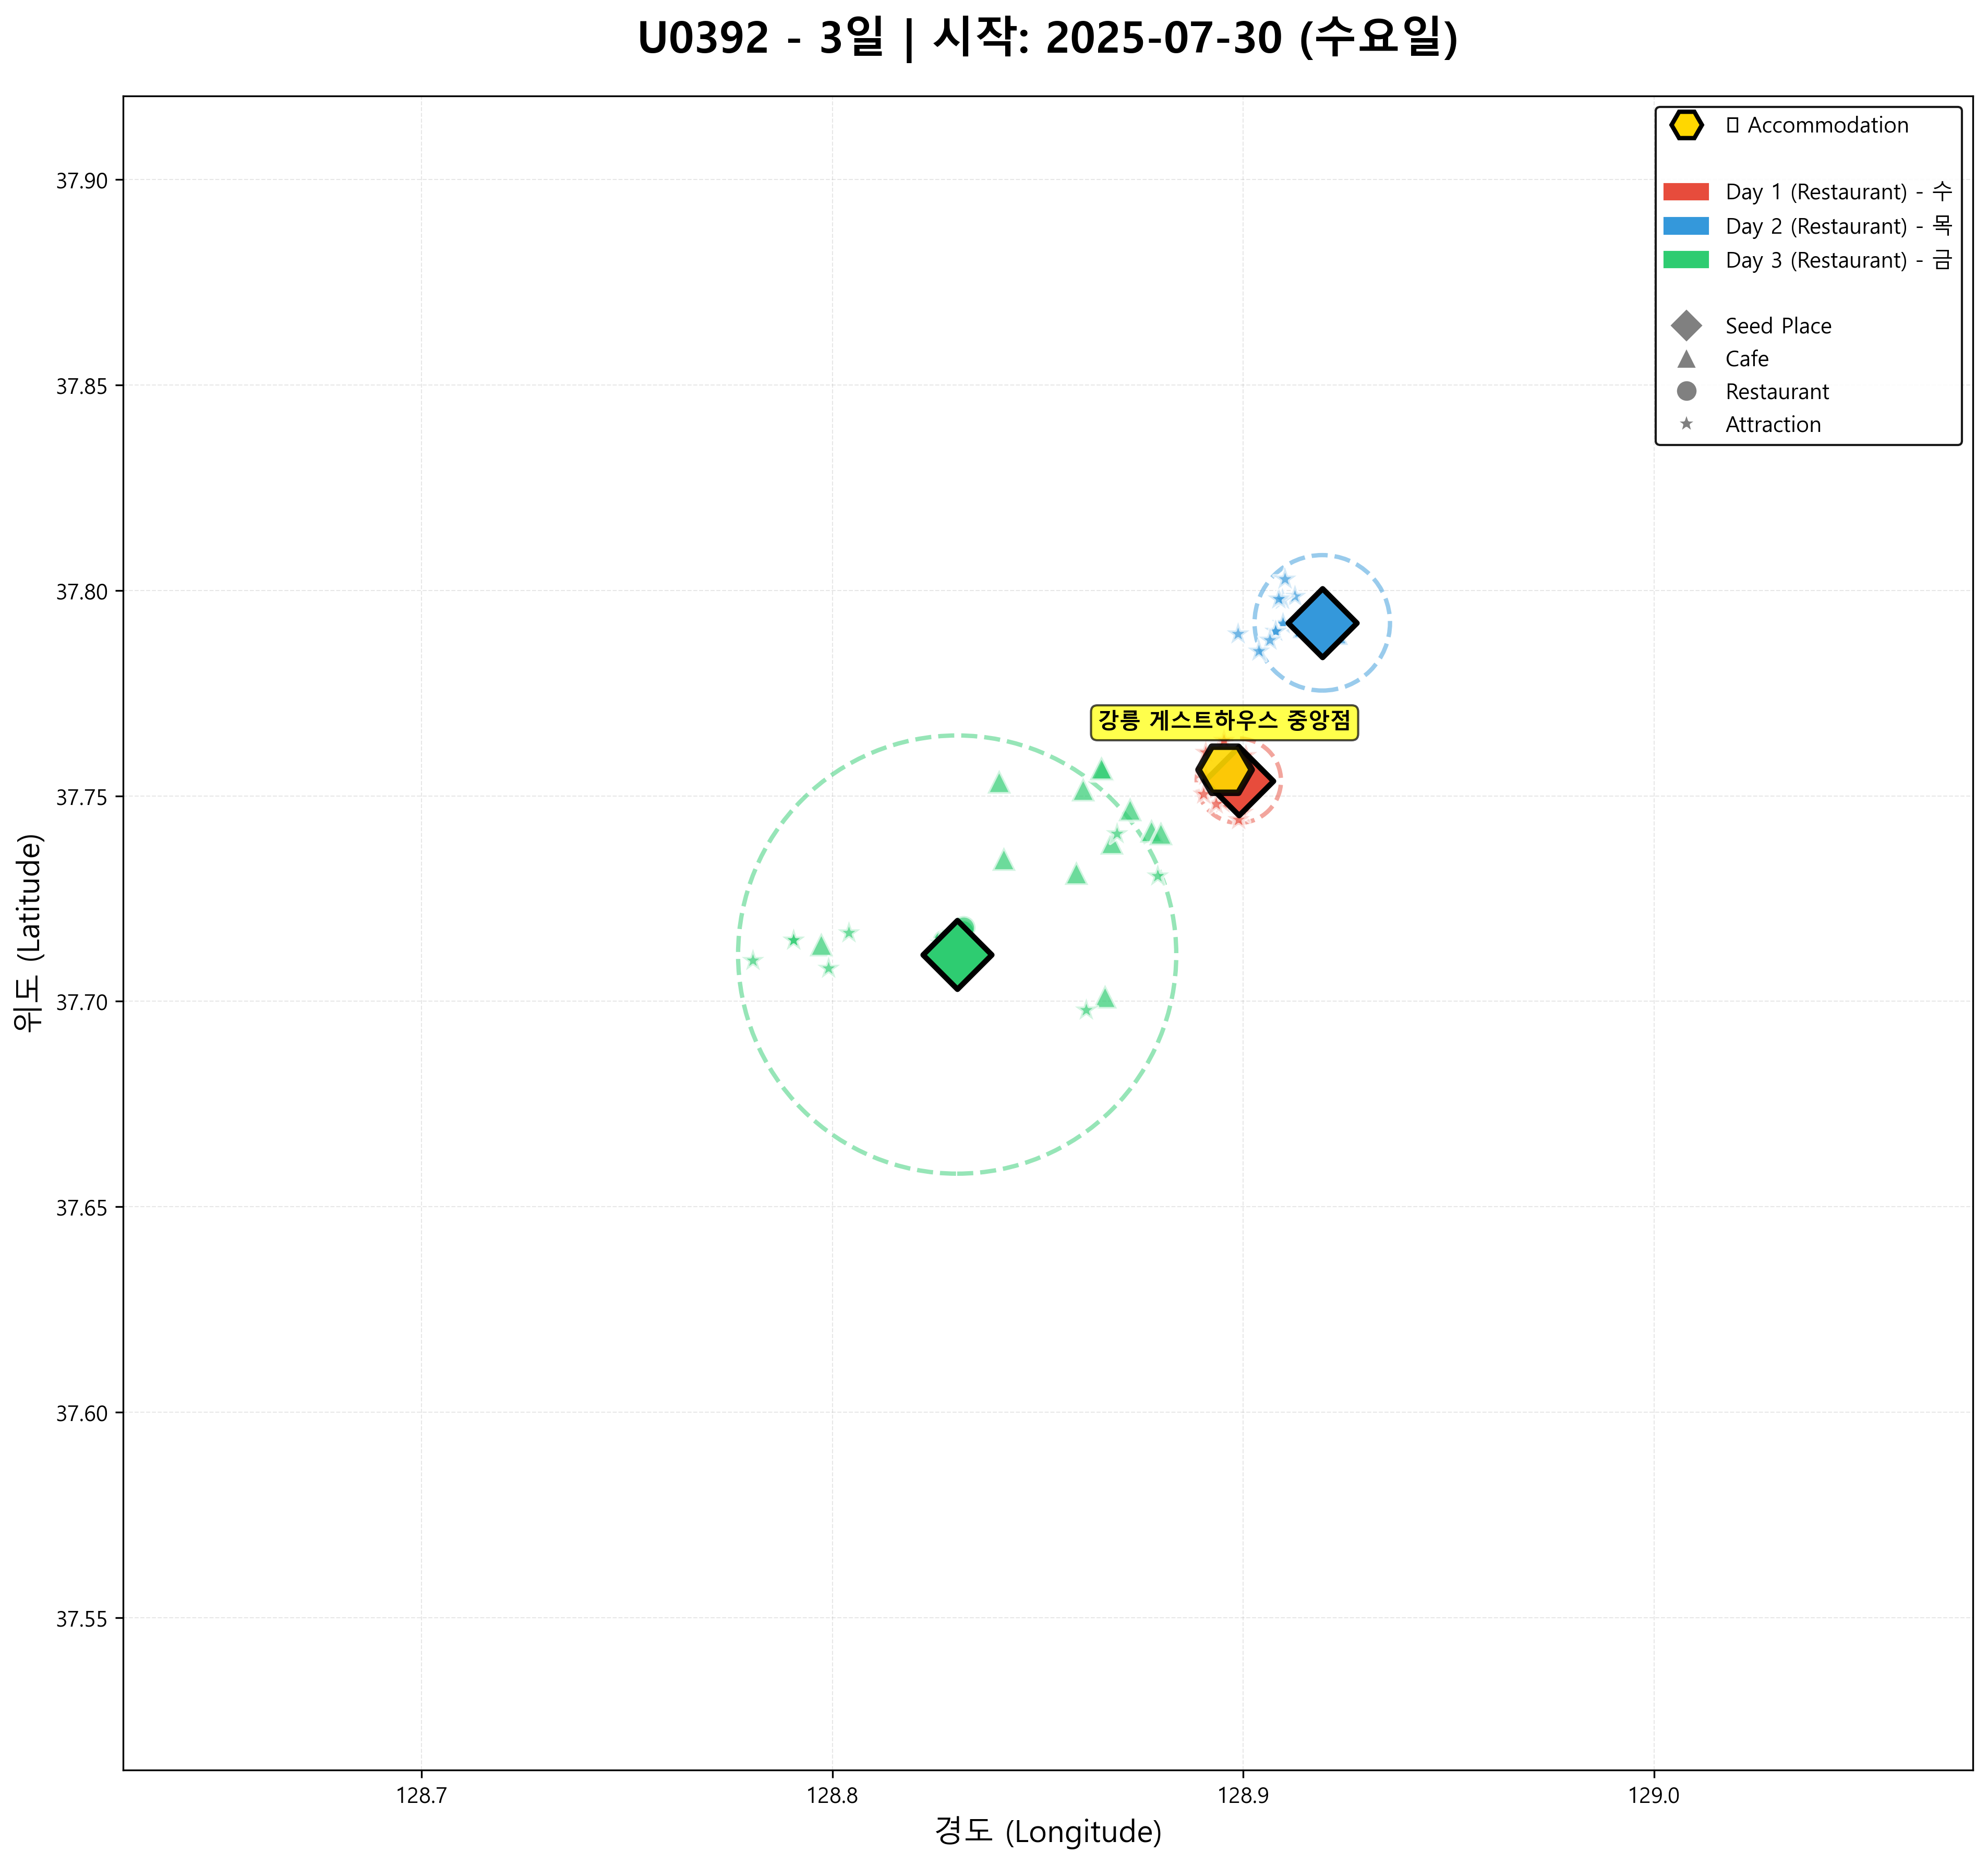 U0392 - 3일 | 시작: 2025-07-30 (수요일)
Accommodation
Day 1 (Restaurant) - 수
Day 2 (Restaurant) - 목
Day 3 (Restaurant) - 금
Seed Place
Cafe
Restaurant
Attraction
강릉 게스트하우스 중앙점
37.90
37.85
37.80
37.75
37.70
37.65
37.60
37.55
위도 (Latitude)
128.7
128.8
128.9
129.0
경도 (Longitude)